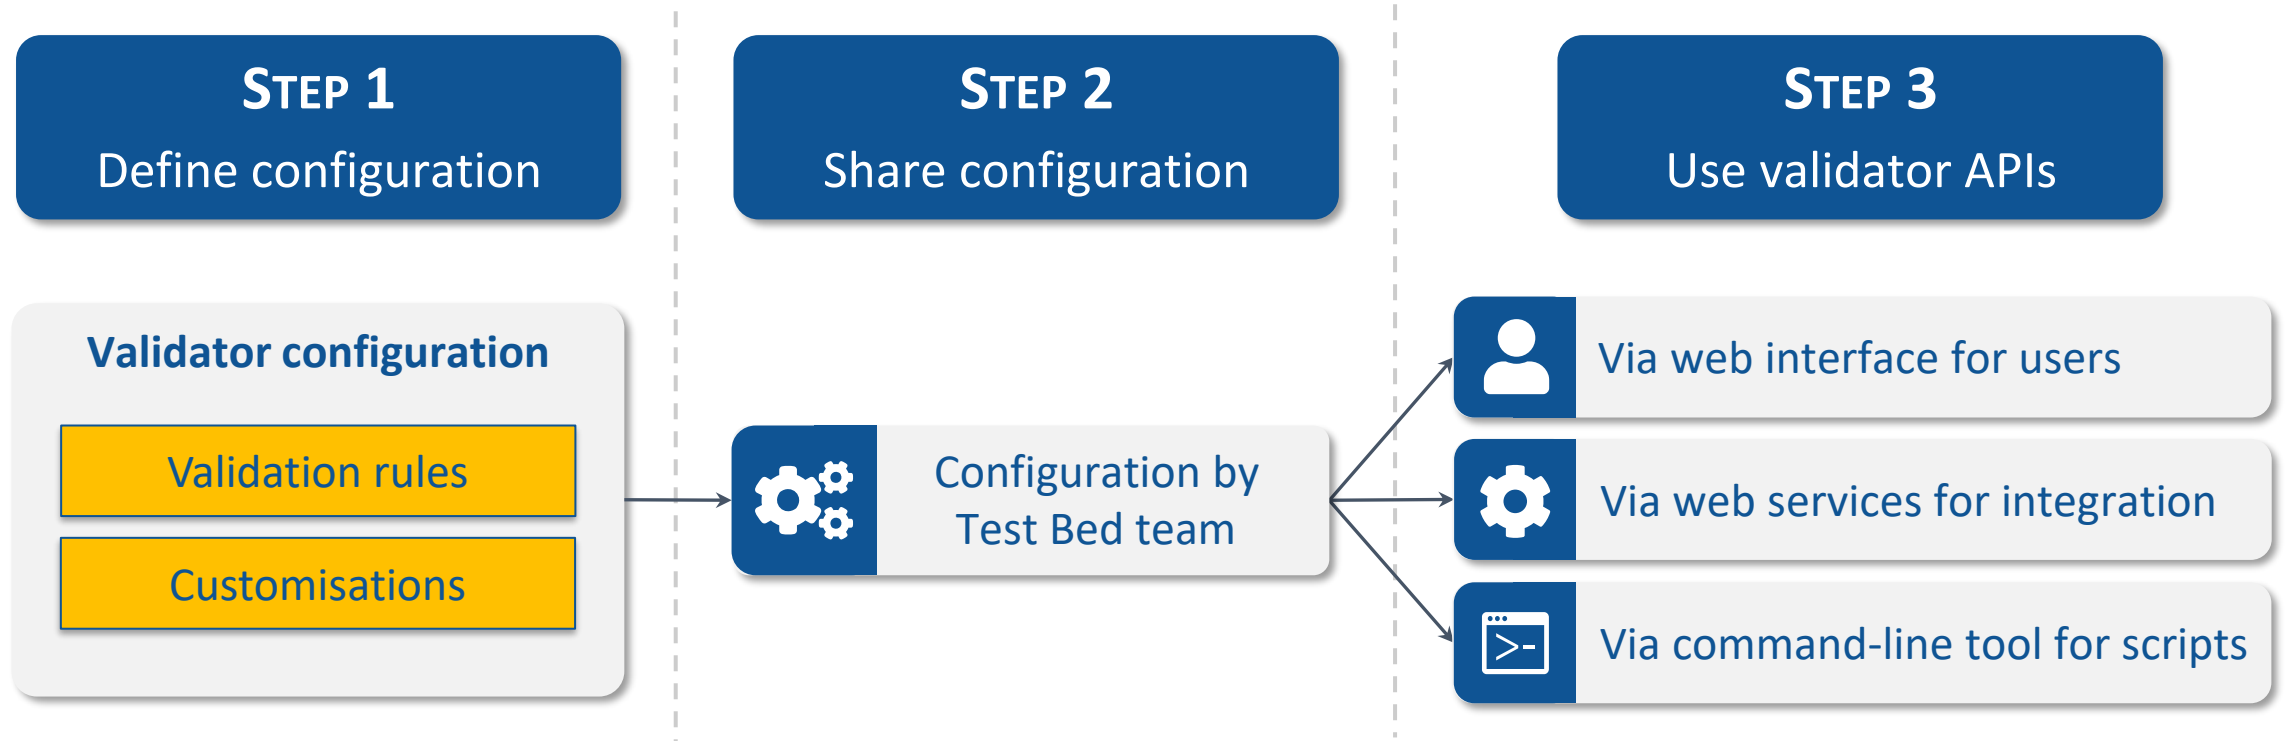 STEP 1
Define configuration
STEP 2
Share configuration
STEP 3
Use validator APIs
Validator configuration
Validation rules
Customisations
Configuration by
Test Bed team
Via web interface for users
Via web services for integration
>-
Via command-line tool for scripts